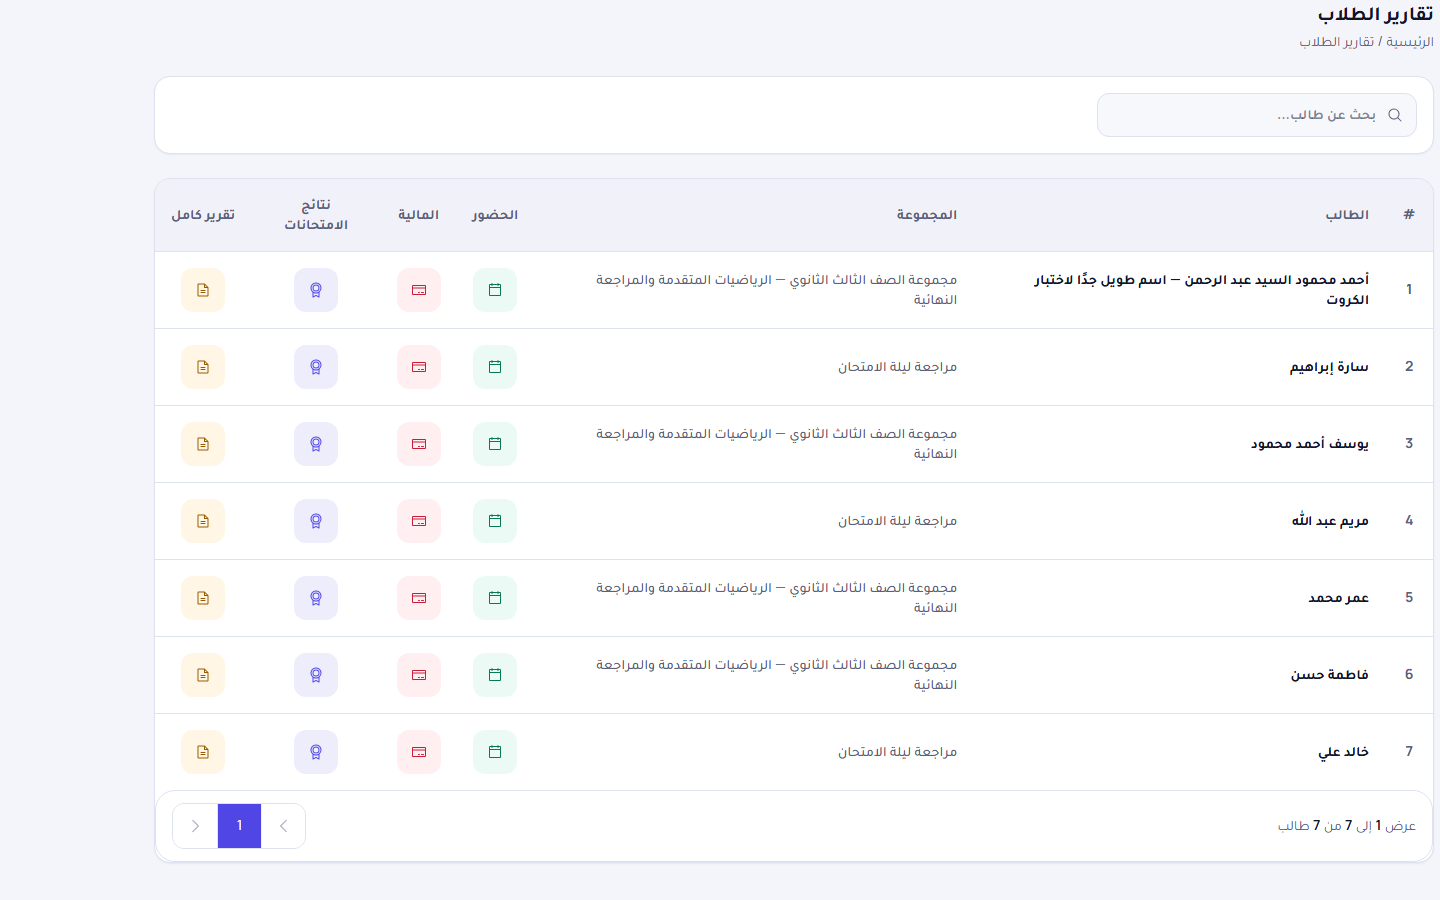 تقارير الطلاب
الرئيسية / تقارير الطلاب
بحث عن طالب...
# الطالب المجموعة الحضور المالية نتائج الامتحانات تقرير كامل
1 أحمد محمود السيد عبد الرحمن — اسم طويل جدًا لاختبار الكروت مجموعة الصف الثالث الثانوي — الرياضيات المتقدمة والمراجعة النهائية
2 سارة إبراهيم مراجعة ليلة الامتحان
3 يوسف أحمد محمود مجموعة الصف الثالث الثانوي — الرياضيات المتقدمة والمراجعة النهائية
4 مريم عبد الله مراجعة ليلة الامتحان
5 عمر محمد مجموعة الصف الثالث الثانوي — الرياضيات المتقدمة والمراجعة النهائية
6 فاطمة حسن مجموعة الصف الثالث الثانوي — الرياضيات المتقدمة والمراجعة النهائية
7 خالد علي مراجعة ليلة الامتحان
عرض 1 إلى 7 من 7 طالب
1